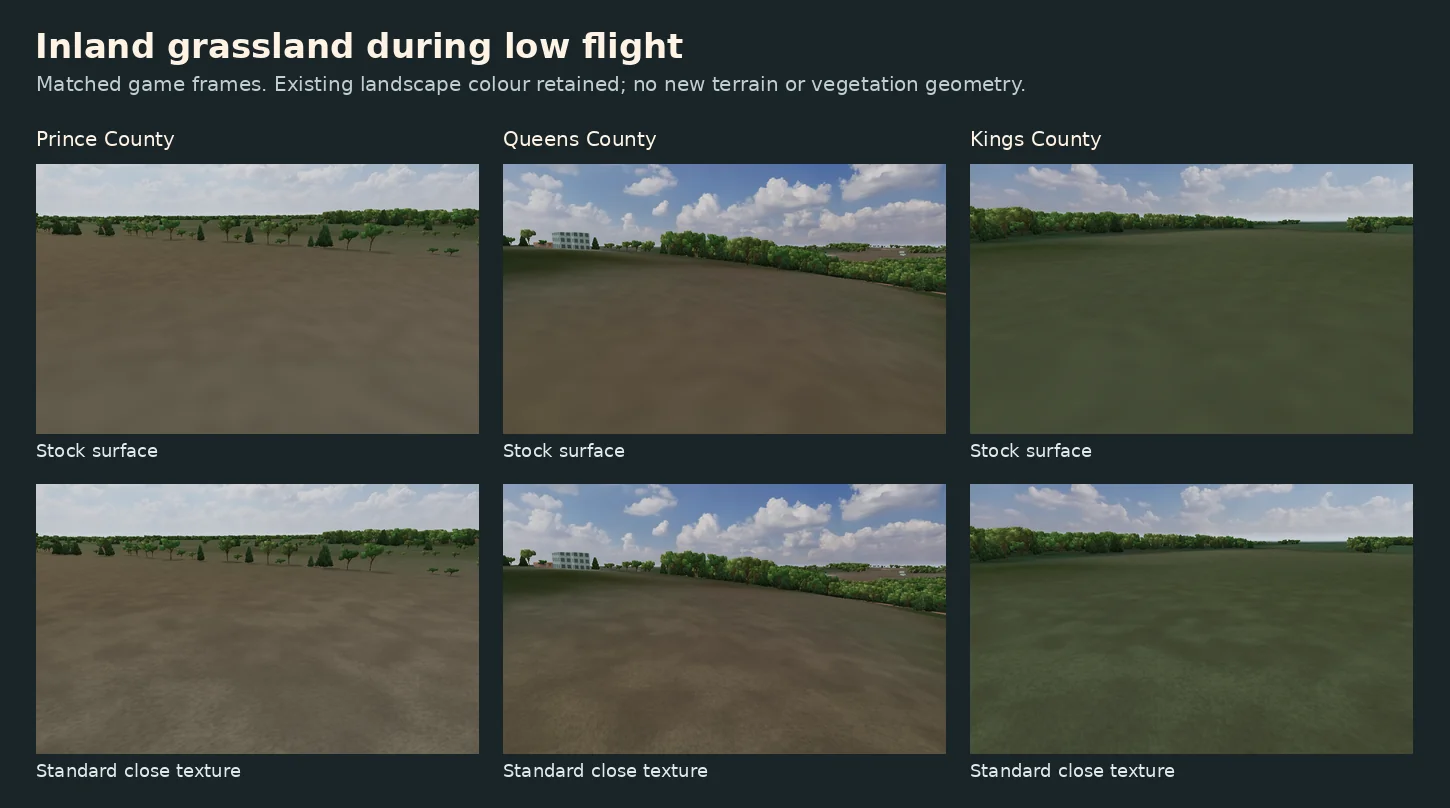 Inland grassland during low flight
Matched game frames. Existing landscape colour retained; no new terrain or vegetation geometry.
Prince County
Queens County
Kings County
Stock surface
Stock surface
Stock surface
Standard close texture
Standard close texture
Standard close texture